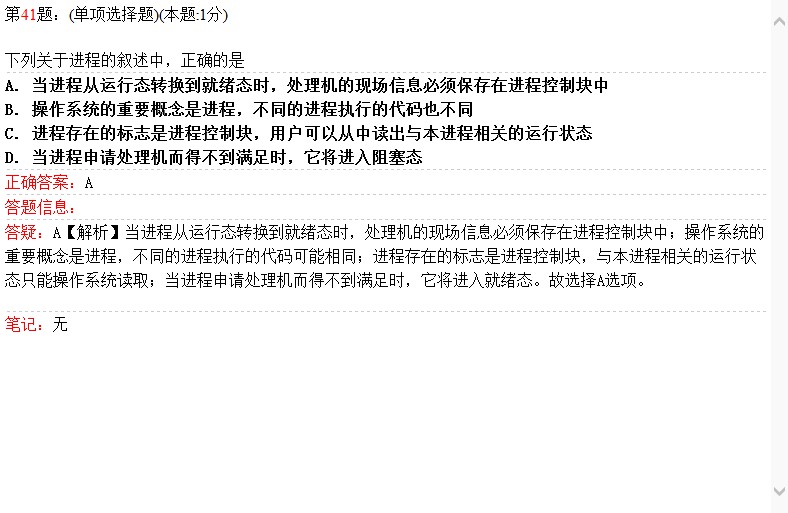 第41题：(单项选择题)(本题:1分)
下列关于进程的叙述中，正确的是
A. 当进程从运行态转换到就绪态时，处理机的现场信息必须保存在进程控制块中
B. 操作系统的重要概念是进程，不同的进程执行的代码也不同
C. 进程存在的标志是进程控制块，用户可以从中读出与本进程相关的运行状态
D. 当进程申请处理机而得不到满足时，它将进入阻塞态
正确答案：A
答题信息：
答疑：A【解析】当进程从运行态转换到就绪态时，处理机的现场信息必须保存在进程控制块中；操作系统的
重要概念是进程，不同的进程执行的代码可能相同；进程存在的标志是进程控制块，与本进程相关的运行状
态只能操作系统读取；当进程申请处理机而得不到满足时，它将进入就绪态。故选择A选项。
笔记：无